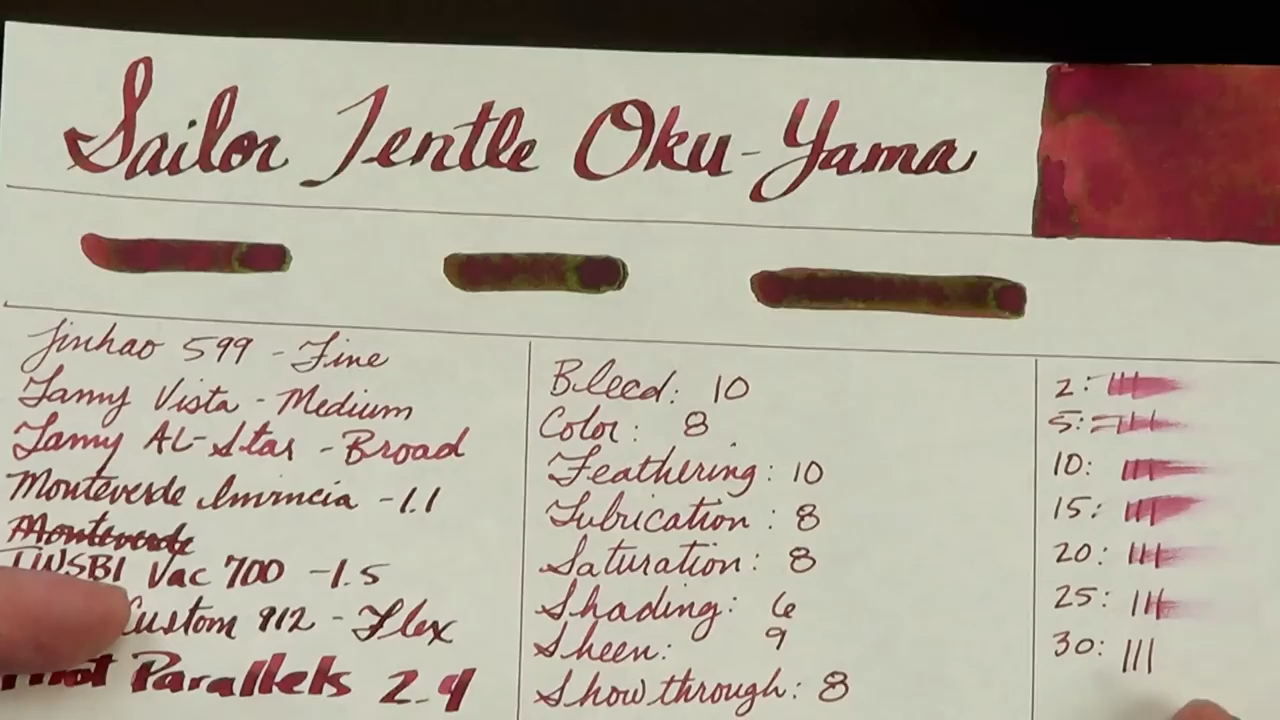 Sailor Jentle Oku-Yama
Jinhao 599 - Fine
Lamy Vista - Medium
Lamy AL-Star - Broad
Monteverde Invincia - 1.1
Monteverde
TWSBI Vac 700 - 1.5
Custom 912 - Flex
Parallels 2.4
Bleed: 10
Color: 8
Feathering: 10
Lubrication: 8
Saturation: 8
Shading: 6
Sheen: 9
Show through: 8
2:
5:
10:
15:
20:
25:
30: